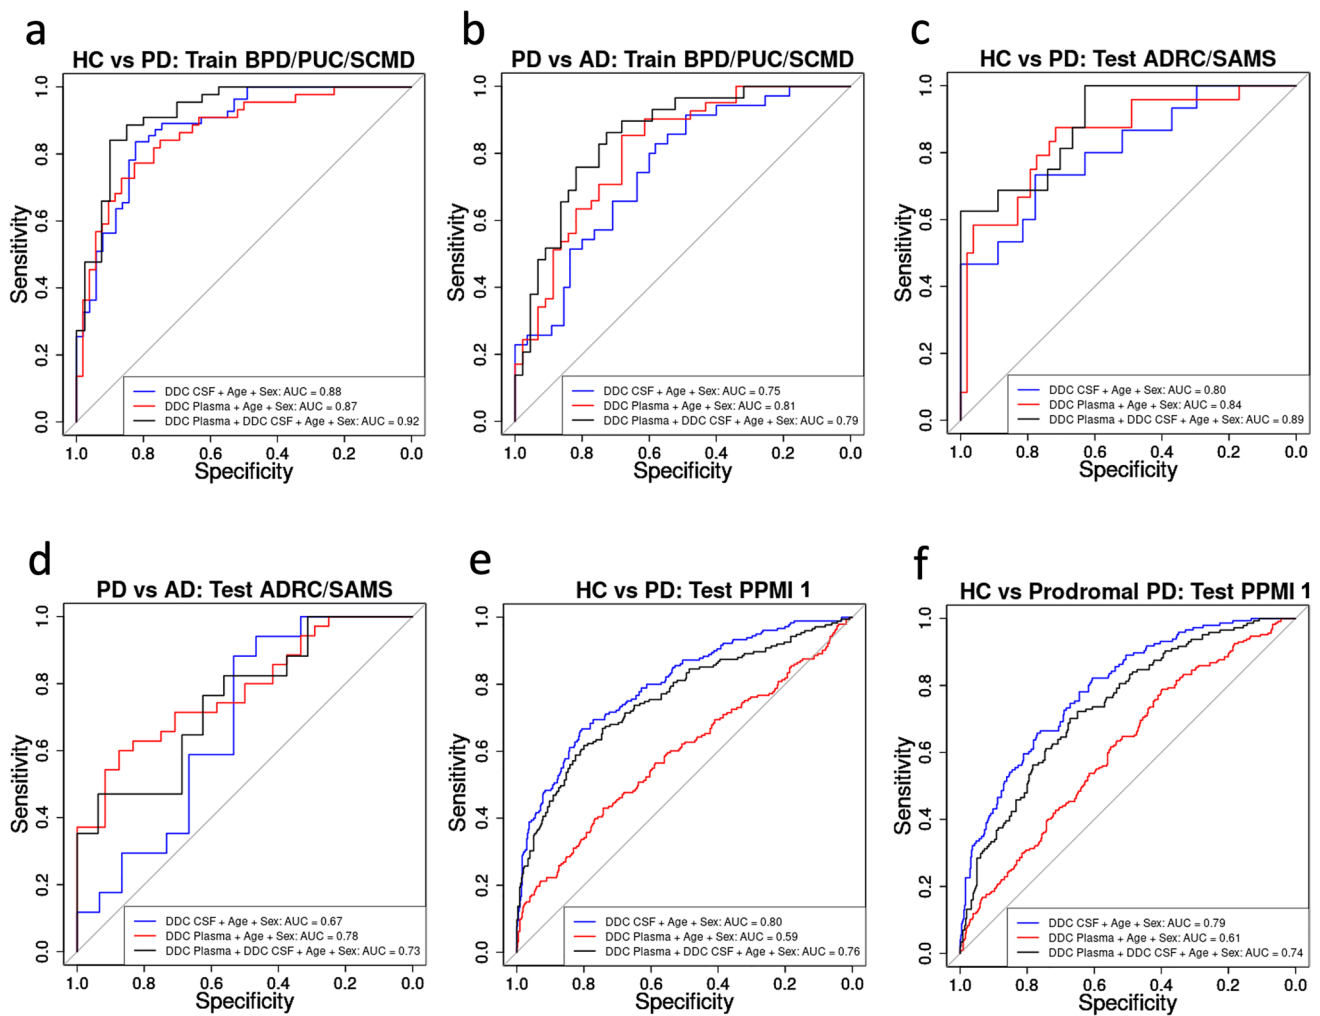 a
HC vs PD: Train BPD/PUC/SCMD
Sensitivity
1.0
0.8
0.6
0.4
0.2
0.0
DDC CSF + Age + Sex: AUC = 0.88
DDC Plasma + Age + Sex: AUC = 0.87
DDC Plasma + DDC CSF + Age + Sex: AUC = 0.92
1.0 0.8 0.6 0.4 0.2 0.0
Specificity
b
PD vs AD: Train BPD/PUC/SCMD
Sensitivity
1.0
0.8
0.6
0.4
0.2
0.0
DDC CSF + Age + Sex: AUC = 0.75
DDC Plasma + Age + Sex: AUC = 0.81
DDC Plasma + DDC CSF + Age + Sex: AUC = 0.79
1.0 0.8 0.6 0.4 0.2 0.0
Specificity
c
HC vs PD: Test ADRC/SAMS
Sensitivity
1.0
0.8
0.6
0.4
0.2
0.0
DDC CSF + Age + Sex: AUC = 0.80
DDC Plasma + Age + Sex: AUC = 0.84
DDC Plasma + DDC CSF + Age + Sex: AUC = 0.89
1.0 0.8 0.6 0.4 0.2 0.0
Specificity
d
PD vs AD: Test ADRC/SAMS
Sensitivity
1.0
0.8
0.6
0.4
0.2
0.0
DDC CSF + Age + Sex: AUC = 0.67
DDC Plasma + Age + Sex: AUC = 0.78
DDC Plasma + DDC CSF + Age + Sex: AUC = 0.73
1.0 0.8 0.6 0.4 0.2 0.0
Specificity
e
HC vs PD: Test PPMI 1
Sensitivity
1.0
0.8
0.6
0.4
0.2
0.0
DDC CSF + Age + Sex: AUC = 0.80
DDC Plasma + Age + Sex: AUC = 0.59
DDC Plasma + DDC CSF + Age + Sex: AUC = 0.76
1.0 0.8 0.6 0.4 0.2 0.0
Specificity
f
HC vs Prodromal PD: Test PPMI 1
Sensitivity
1.0
0.8
0.6
0.4
0.2
0.0
DDC CSF + Age + Sex: AUC = 0.79
DDC Plasma + Age + Sex: AUC = 0.61
DDC Plasma + DDC CSF + Age + Sex: AUC = 0.74
1.0 0.8 0.6 0.4 0.2 0.0
Specificity